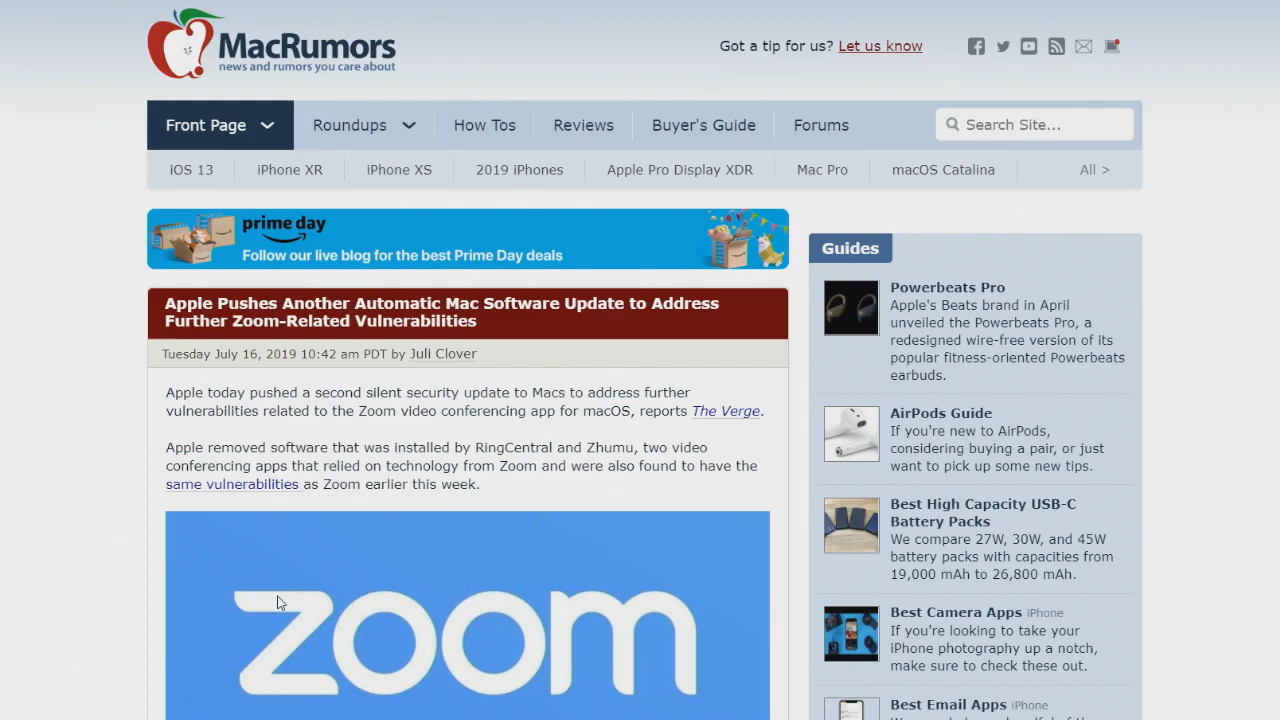 MacRumors
news and rumors you care about
Got a tip for us? Let us know
Front Page
Roundups
How Tos
Reviews
Buyer's Guide
Forums
Search Site...
iOS 13
iPhone XR
iPhone XS
2019 iPhones
Apple Pro Display XDR
Mac Pro
macOS Catalina
All >
prime day
Follow our live blog for the best Prime Day deals
Apple Pushes Another Automatic Mac Software Update to Address
Further Zoom-Related Vulnerabilities
Tuesday July 16, 2019 10:42 am PDT by Juli Clover
Apple today pushed a second silent security update to Macs to address further
vulnerabilities related to the Zoom video conferencing app for macOS, reports The Verge.
Apple removed software that was installed by RingCentral and Zhumu, two video
conferencing apps that relied on technology from Zoom and were also found to have the
same vulnerabilities as Zoom earlier this week.
zoom
Guides
Powerbeats Pro
Apple's Beats brand in April
unveiled the Powerbeats Pro, a
redesigned wire-free version of its
popular fitness-oriented Powerbeats
earbuds.
AirPods Guide
If you're new to AirPods,
considering buying a pair, or just
want to pick up some new tips.
Best High Capacity USB-C
Battery Packs
We compare 27W, 30W, and 45W
battery packs with capacities from
19,000 mAh to 26,800 mAh.
Best Camera Apps iPhone
If you're looking to take your
iPhone photography up a notch,
make sure to check these out.
Best Email Apps iPhone